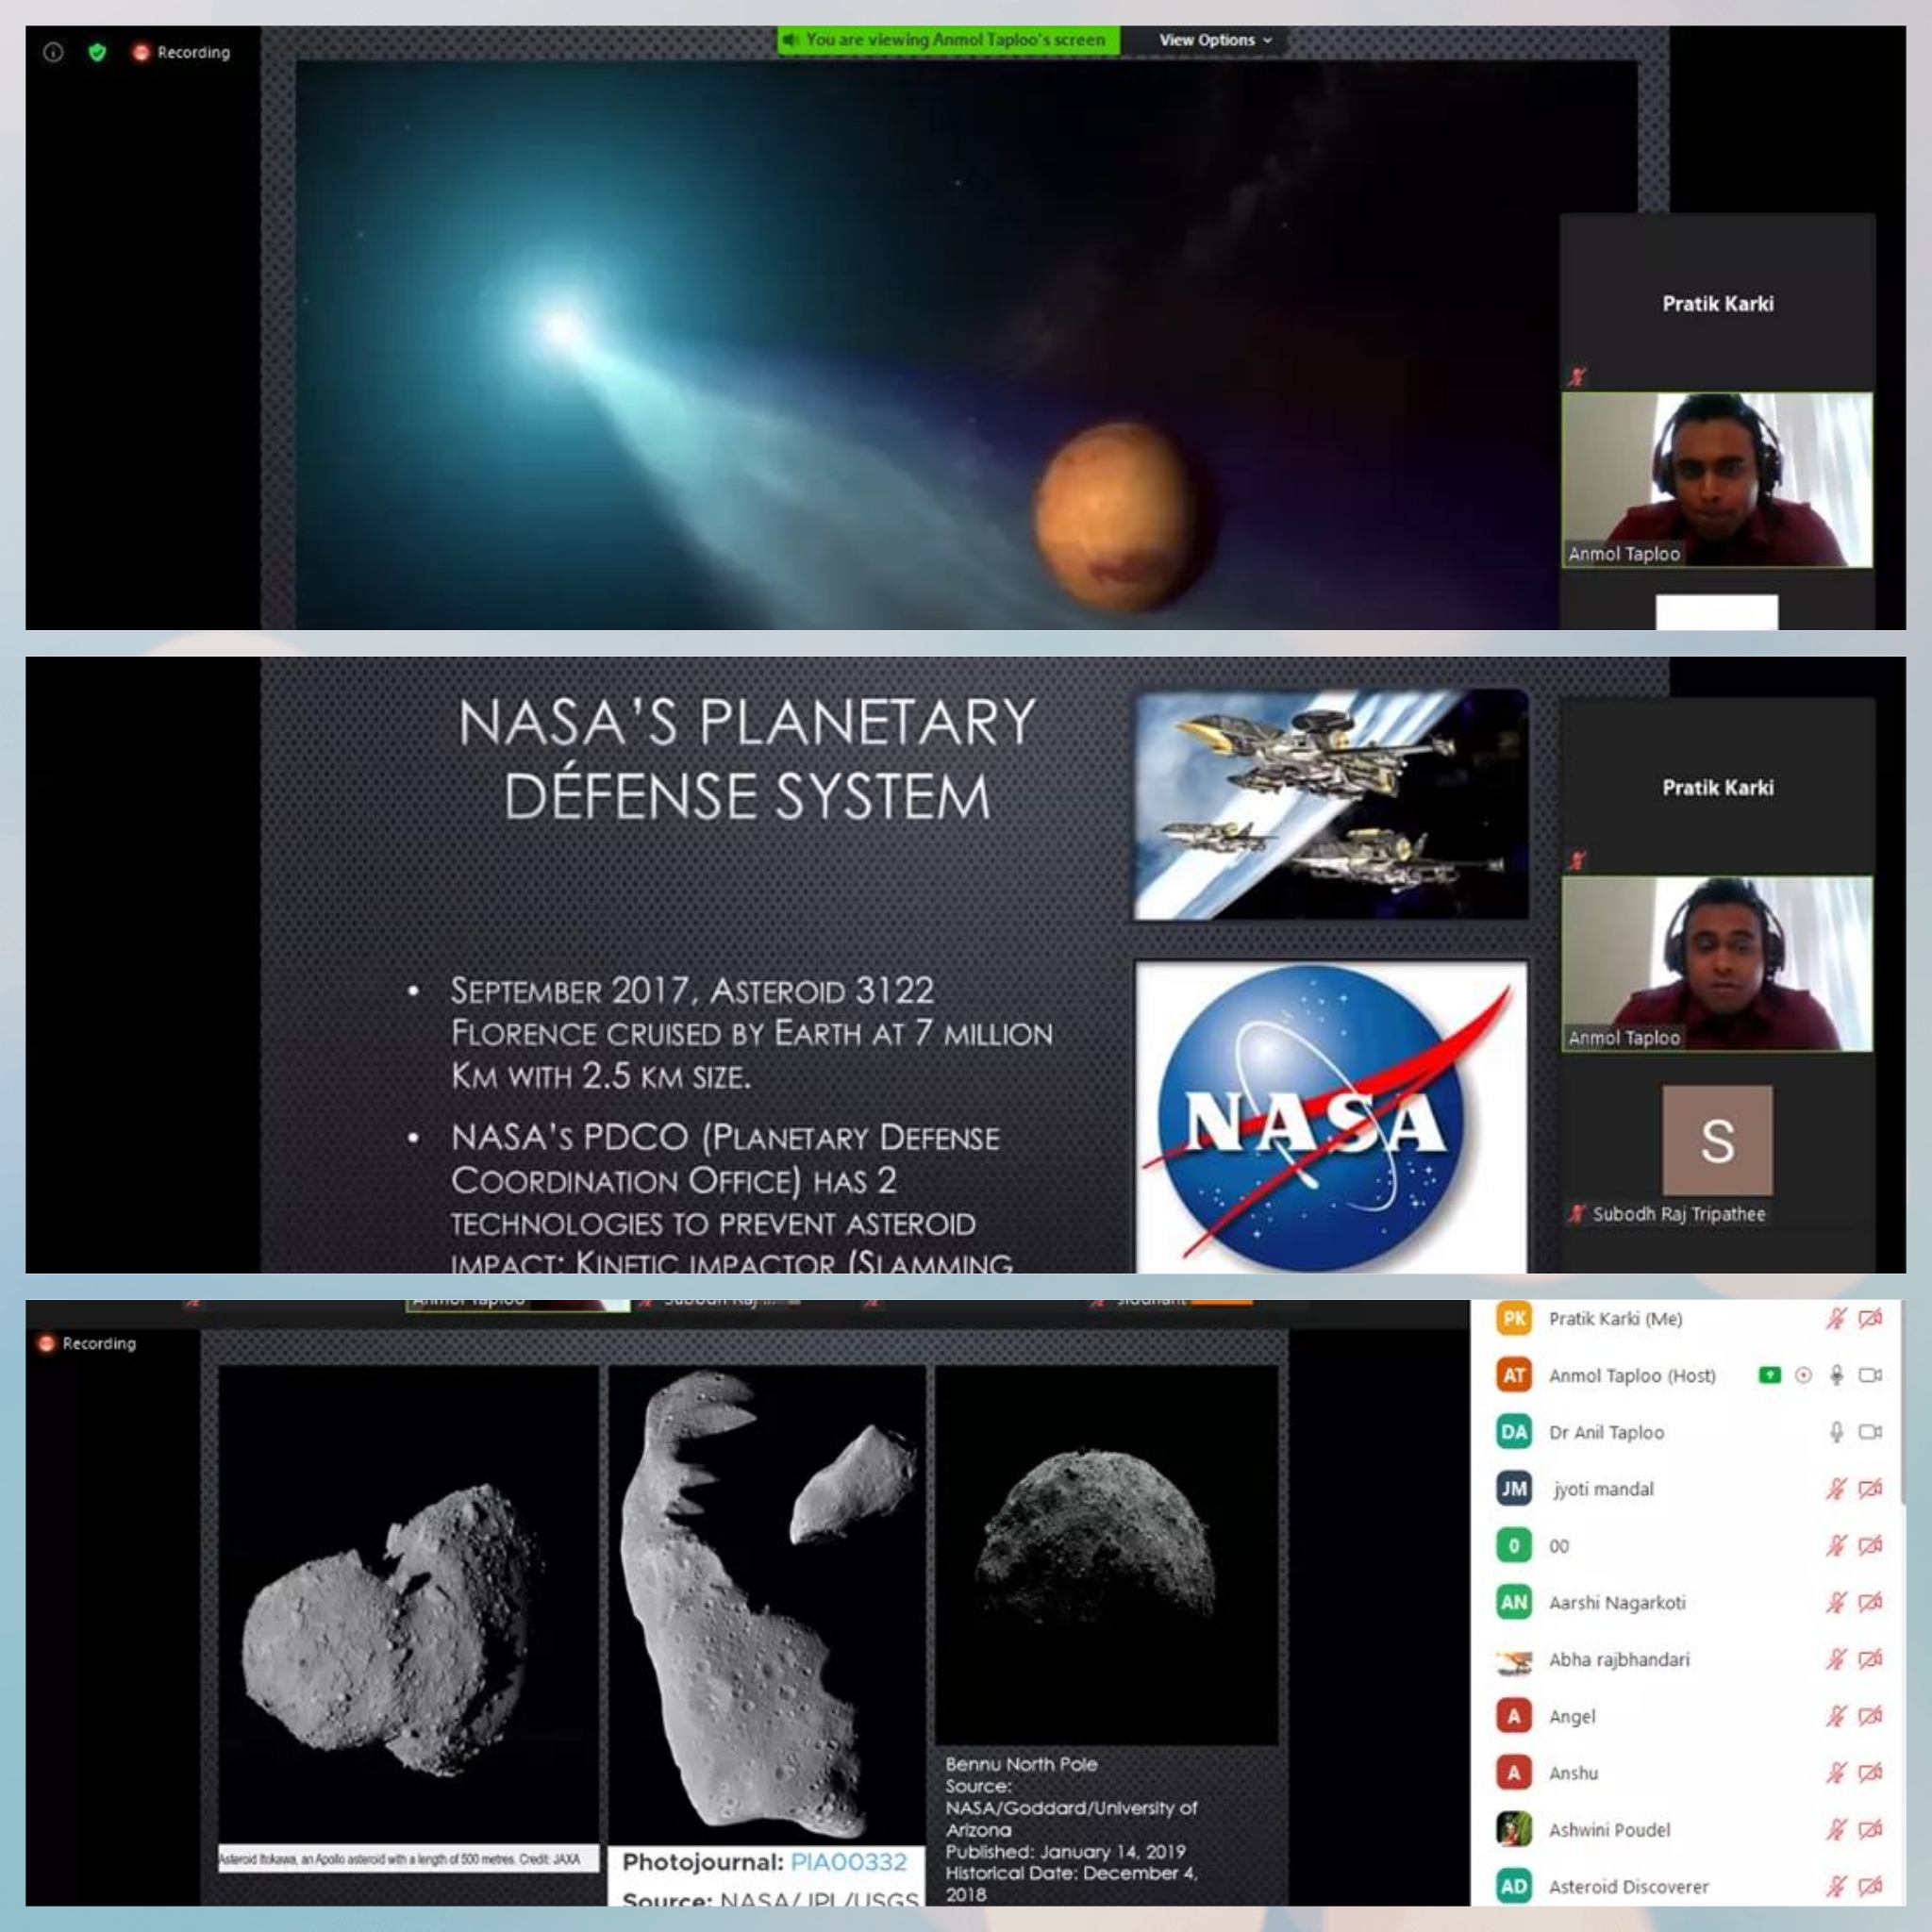 Recording
You are viewing Anmol Taploo's screen
View Options
Pratik Karki
Anmol Taploo
NASA'S PLANETARY
DÉFENSE SYSTEM
• SEPTEMBER 2017, ASTEROID 3122
FLORENCE CRUISED BY EARTH AT 7 MILLION
KM WITH 2.5 KM SIZE.
• NASA'S PDCO (PLANETARY DEFENSE
COORDINATION OFFICE) HAS 2
TECHNOLOGIES TO PREVENT ASTEROID
IMPACT: KINETIC IMPACTOR (SLAMMING
NASA
Pratik Karki
Anmol Taploo
S
Subodh Raj Tripathee
Anmol Taploo
Subodh Raj ...
siddhant
Recording
Asteroid Itokawa, an Apollo asteroid with a length of 500 metres. Credit: JAXA
Photojournal: PIA00332
Source: NASA/JPL/USGS
Bennu North Pole
Source:
NASA/Goddard/University of
Arizona
Published: January 14, 2019
Historical Date: December 4,
2018
PK Pratik Karki (Me)
AT Anmol Taploo (Host)
DA Dr Anil Taploo
JM jyoti mandal
0 00
AN Aarshi Nagarkoti
Abha rajbhandari
A Angel
A Anshu
Ashwini Poudel
AD Asteroid Discoverer